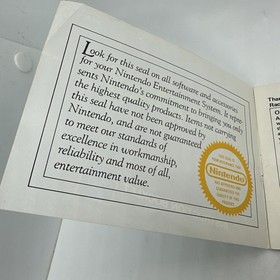 Look for this seal on all software and accessories
for your Nintendo Entertainment System. It repre-
sents Nintendo's commitment to bringing you only
the highest quality products. Items not carrying
this seal have not been approved by
Nintendo, and are not guaranteed
to meet our standards of
excellence in workmanship,
reliability and most of all,
entertainment value.
Nintendo